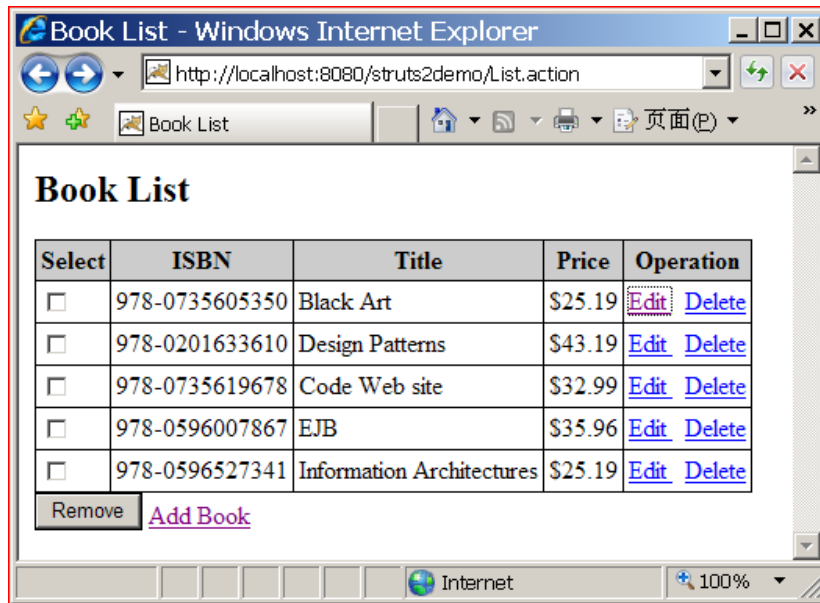 Book List - Windows Internet Explorer
http://localhost:8080/struts2demo/List.action
Book List 页面(P) »
Book List
Select ISBN Title Price Operation
978-0735605350 Black Art $25.19 Edit Delete
978-0201633610 Design Patterns $43.19 Edit Delete
978-0735619678 Code Web site $32.99 Edit Delete
978-0596007867 EJB $35.96 Edit Delete
978-0596527341 Information Architectures $25.19 Edit Delete
Remove Add Book
Internet 100%